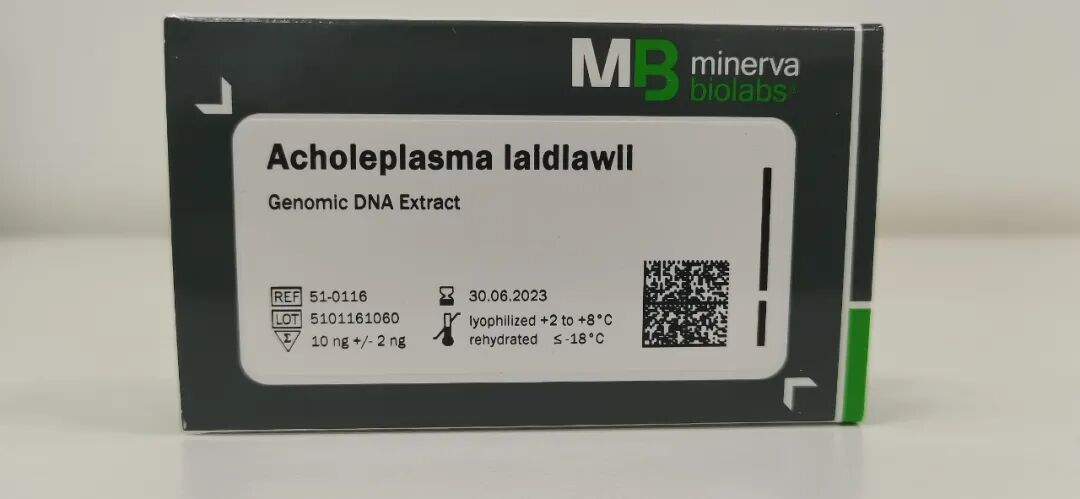 MB minerva
biolabs®
Acholeplasma laidlawii
Genomic DNA Extract
REF 51-0116
LOT 5101161060
Σ 10 ng +/- 2 ng
30.06.2023
lyophilized +2 to +8°C
rehydrated ≤ -18°C